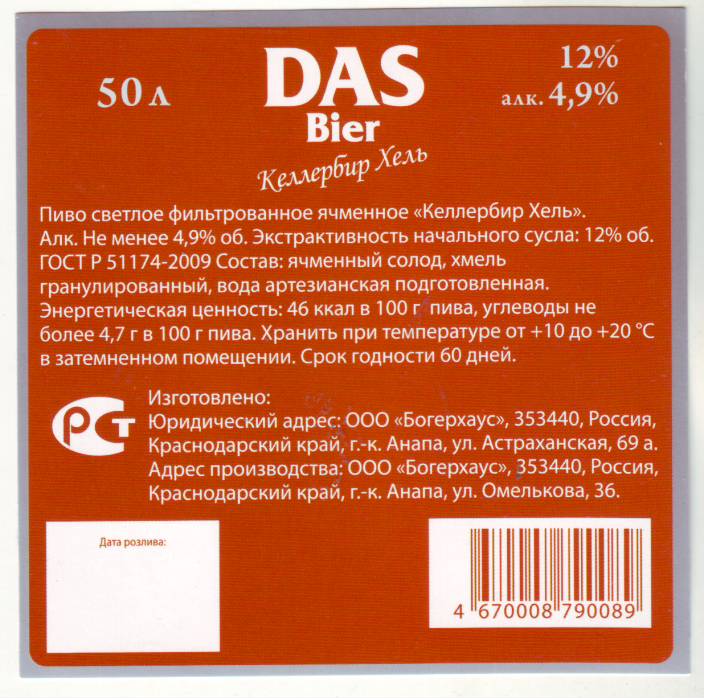 50 л
DAS
Bier
Келлербир Хель
12%
алк. 4,9%
Пиво светлое фильтрованное ячменное «Келлербир Хель».
Алк. Не менее 4,9% об. Экстрактивность начального сусла: 12% об.
ГОСТ Р 51174-2009 Состав: ячменный солод, хмель
гранулированный, вода артезианская подготовленная.
Энергетическая ценность: 46 ккал в 100 г пива, углеводы не
более 4,7 г в 100 г пива. Хранить при температуре от +10 до +20 °С
в затемненном помещении. Срок годности 60 дней.
РСТ
Изготовлено:
Юридический адрес: ООО «Богерхаус», 353440, Россия,
Краснодарский край, г.-к. Анапа, ул. Астраханская, 69 а.
Адрес производства: ООО «Богерхаус», 353440, Россия,
Краснодарский край, г.-к. Анапа, ул. Омелькова, 36.
Дата розлива:
4 670008 790089